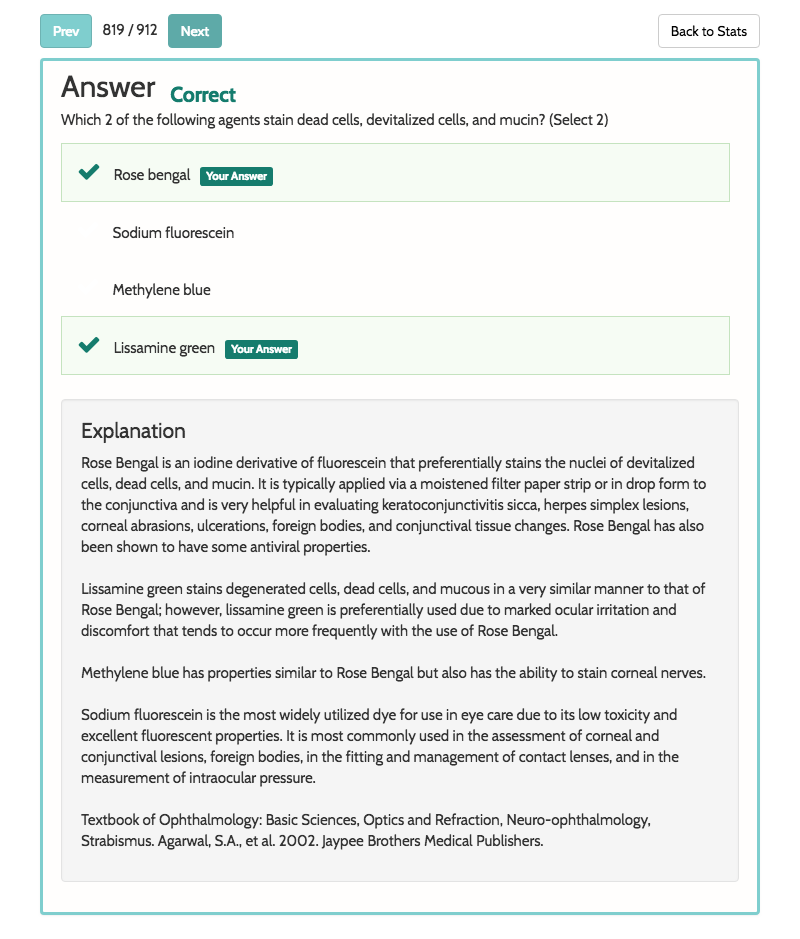 Prev 819 / 912 Next Back to Stats
Answer Correct
Which 2 of the following agents stain dead cells, devitalized cells, and mucin? (Select 2)
Rose bengal Your Answer
Sodium fluorescein
Methylene blue
Lissamine green Your Answer
Explanation
Rose Bengal is an iodine derivative of fluorescein that preferentially stains the nuclei of devitalized
cells, dead cells, and mucin. It is typically applied via a moistened filter paper strip or in drop form to
the conjunctiva and is very helpful in evaluating keratoconjunctivitis sicca, herpes simplex lesions,
corneal abrasions, ulcerations, foreign bodies, and conjunctival tissue changes. Rose Bengal has also
been shown to have some antiviral properties.
Lissamine green stains degenerated cells, dead cells, and mucous in a very similar manner to that of
Rose Bengal; however, lissamine green is preferentially used due to marked ocular irritation and
discomfort that tends to occur more frequently with the use of Rose Bengal.
Methylene blue has properties similar to Rose Bengal but also has the ability to stain corneal nerves.
Sodium fluorescein is the most widely utilized dye for use in eye care due to its low toxicity and
excellent fluorescent properties. It is most commonly used in the assessment of corneal and
conjunctival lesions, foreign bodies, in the fitting and management of contact lenses, and in the
measurement of intraocular pressure.
Textbook of Ophthalmology: Basic Sciences, Optics and Refraction, Neuro-ophthalmology,
Strabismus. Agarwal, S.A., et al. 2002. Jaypee Brothers Medical Publishers.